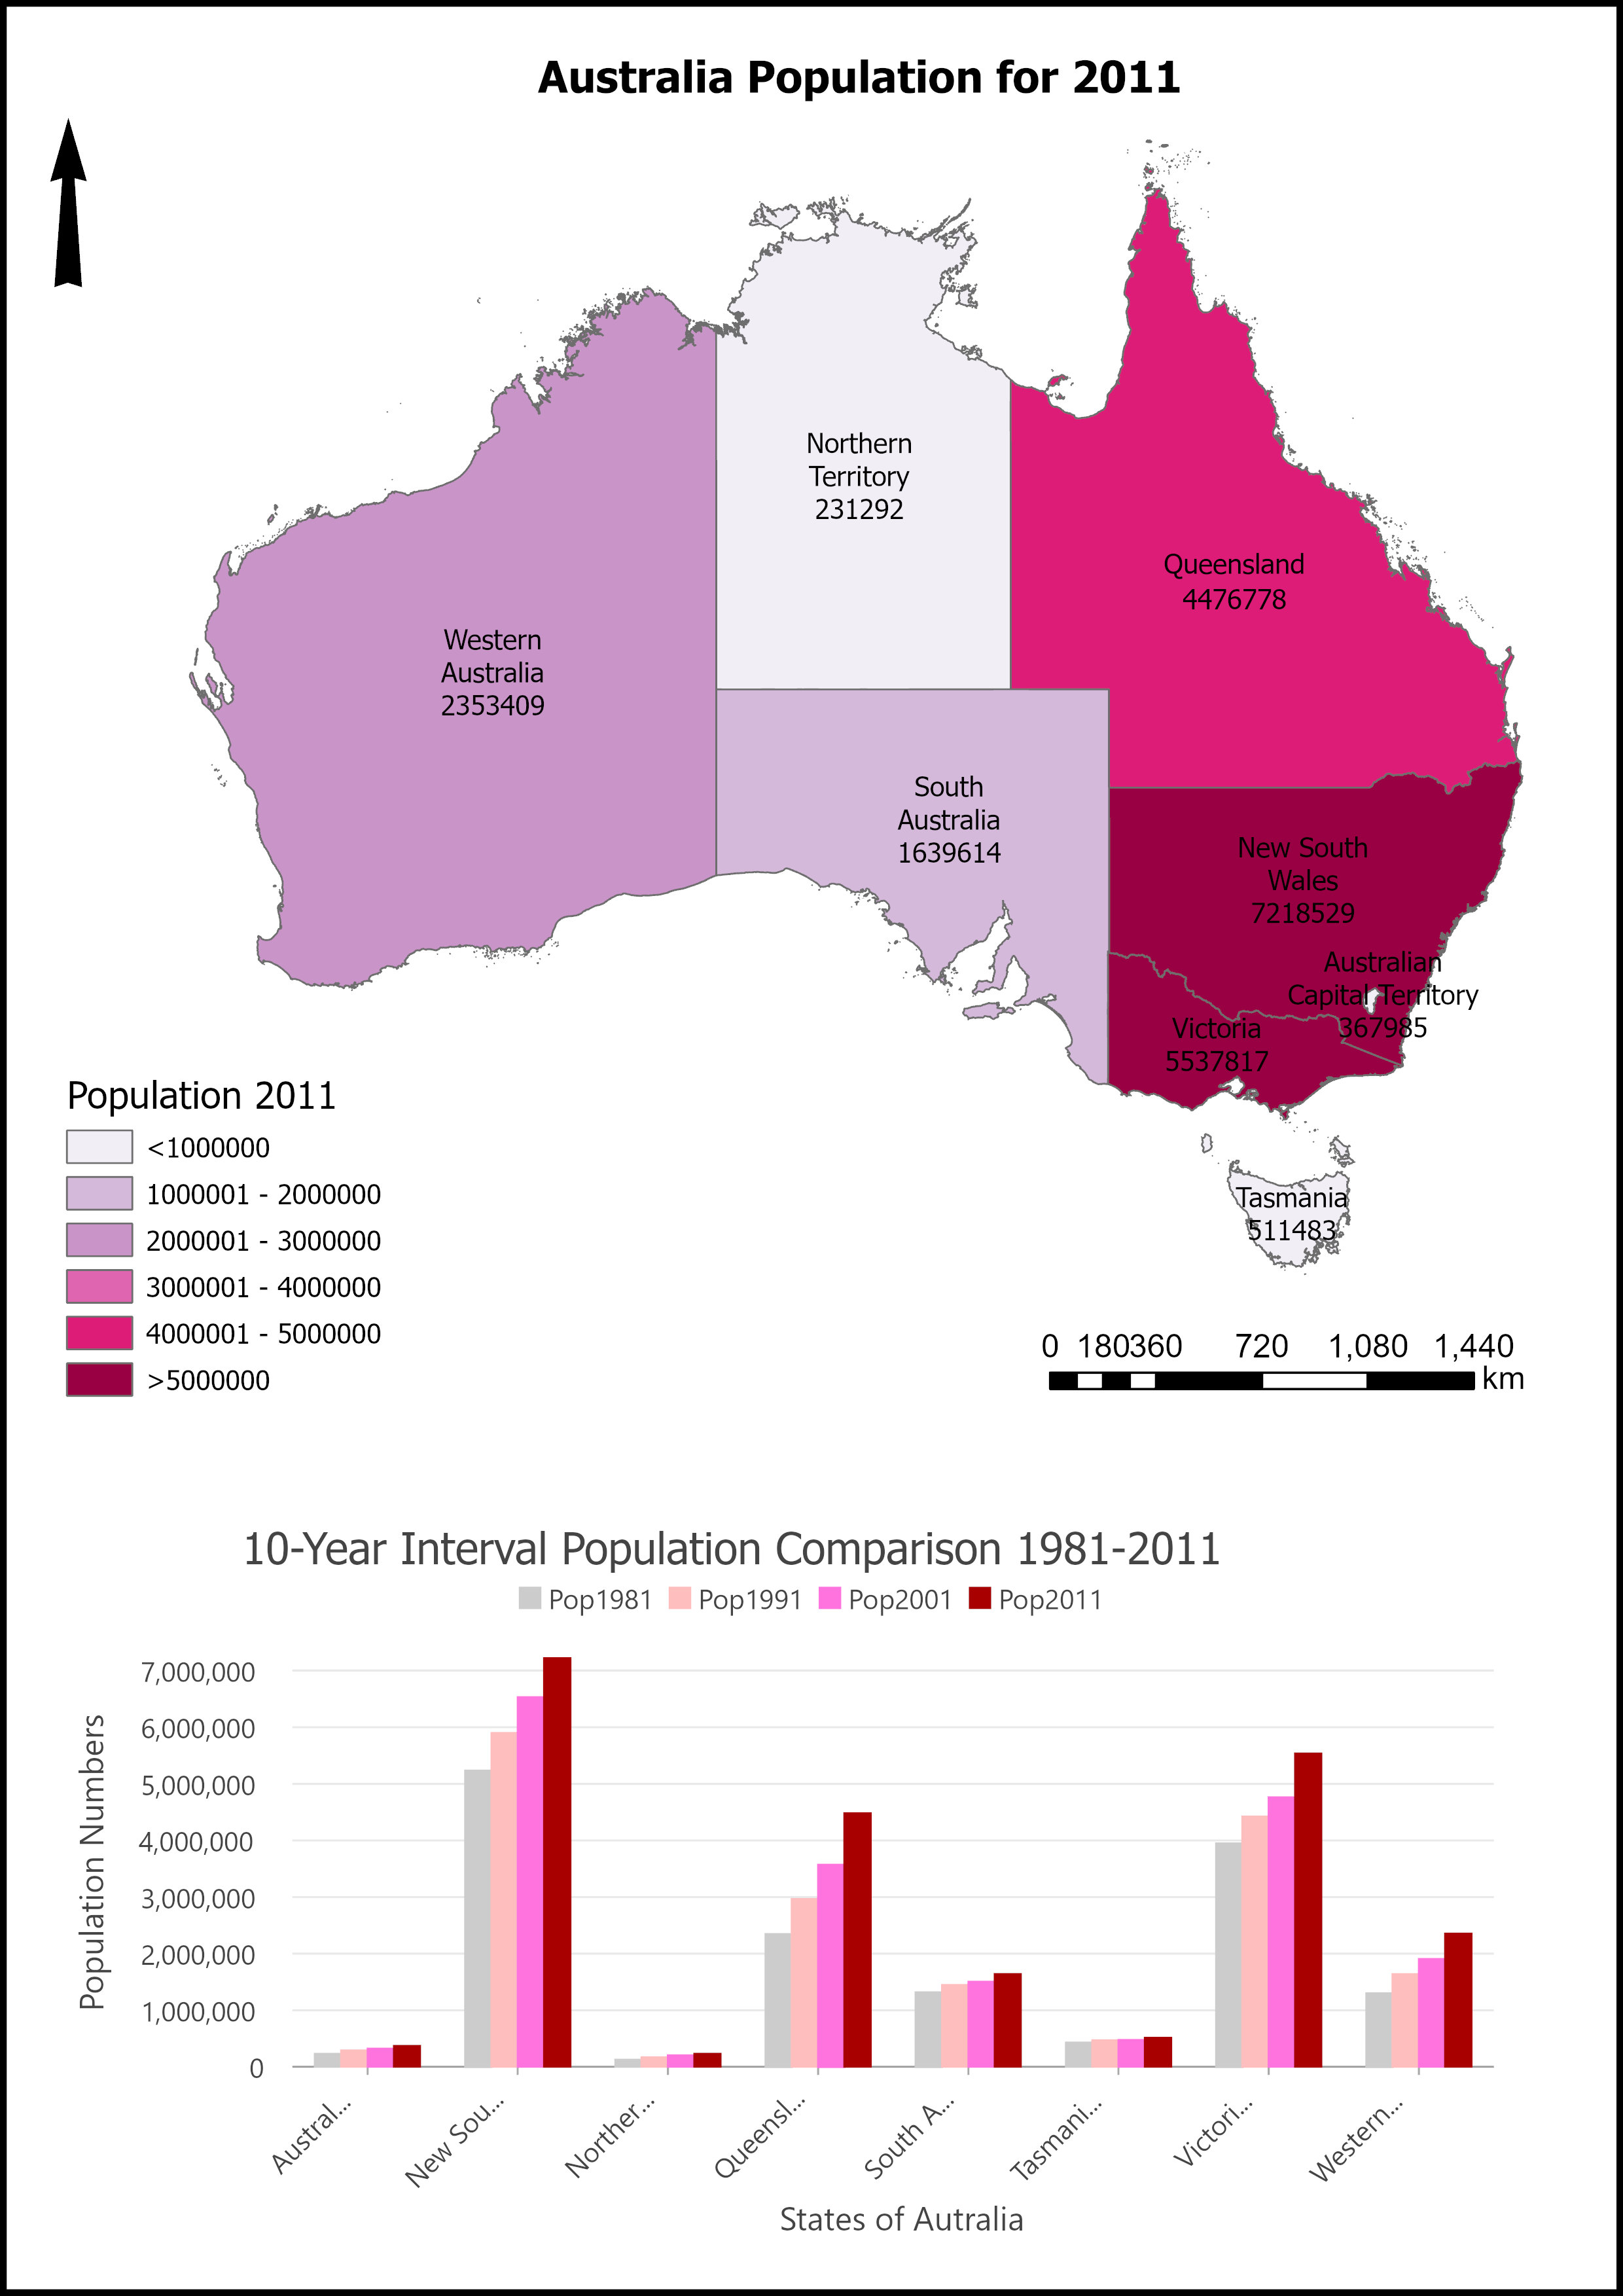 Australia Population for 2011
Northern
Territory
231292
Queensland
4476778
Western
Australia
2353409
South
Australia
1639614
New South
Wales
7218529
Australian
Capital Territory
367985
Victoria
5537817
Tasmania
511483
Population 2011
<1000000
1000001 - 2000000
2000001 - 3000000
3000001 - 4000000
4000001 - 5000000
>5000000
0 180360 720 1,080 1,440
km
10-Year Interval Population Comparison 1981-2011
Pop1981 Pop1991 Pop2001 Pop2011
Population Numbers
7,000,000
6,000,000
5,000,000
4,000,000
3,000,000
2,000,000
1,000,000
0
Austral...
New Sou...
Norther...
Queensl...
South A...
Tasmani...
Victori...
Western...
States of Autralia